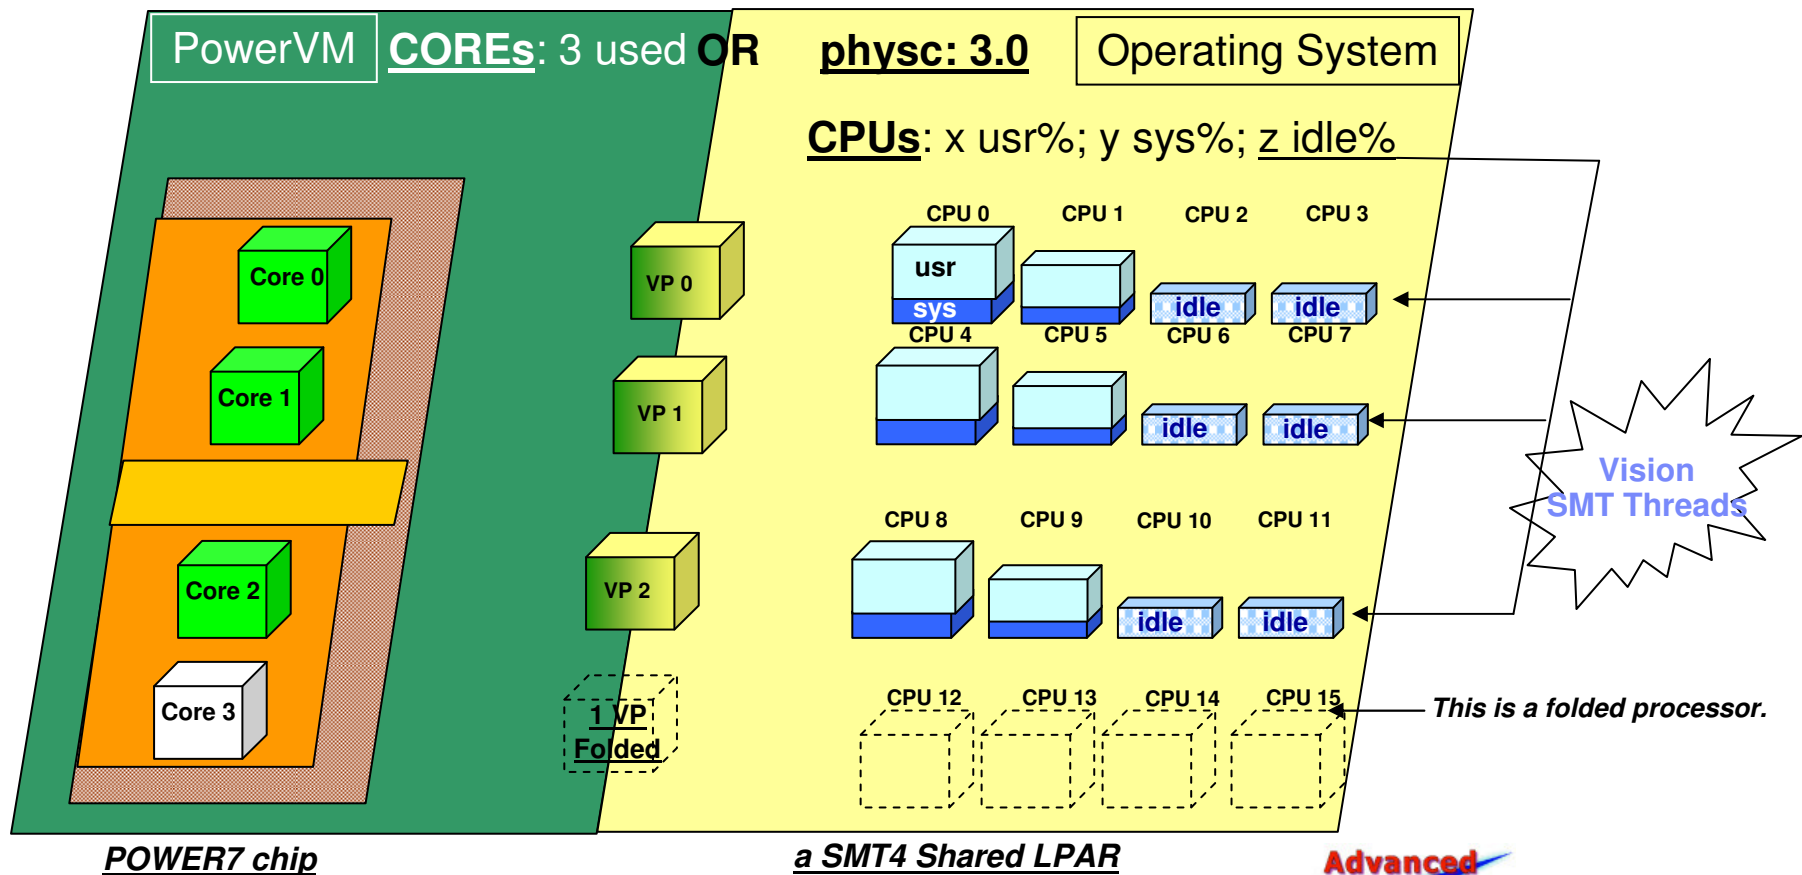 PowerVM COREs: 3 used OR physc: 3.0 Operating System
CPUs: x usr%; y sys%; z idle%
CPU 0 CPU 1 CPU 2 CPU 3
Core 0 VP 0 usr sys idle idle
CPU 4 CPU 5 CPU 6 CPU 7
Core 1 VP 1 idle idle
Vision
SMT Threads
CPU 8 CPU 9 CPU 10 CPU 11
Core 2 VP 2 idle idle
CPU 12 CPU 13 CPU 14 CPU 15
Core 3 1 VP
Folded
This is a folded processor.
POWER7 chip
a SMT4 Shared LPAR
Advanced